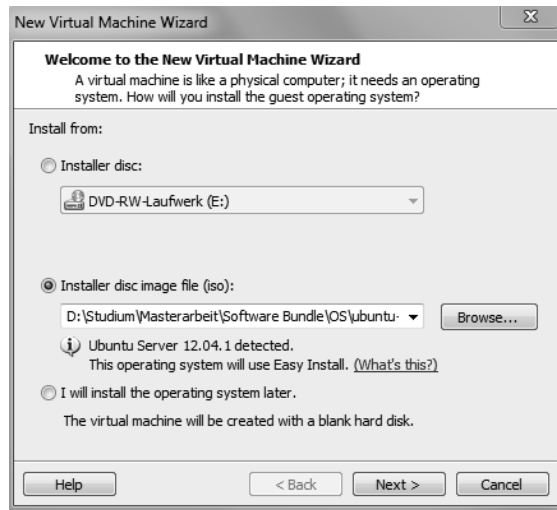 New Virtual Machine Wizard
Welcome to the New Virtual Machine Wizard
A virtual machine is like a physical computer; it needs an operating
system. How will you install the guest operating system?
Install from:
Installer disc:
DVD-RW-Laufwerk (E:)
Installer disc image file (iso):
D:\Studium\Masterarbeit\Software Bundle\OS\ubuntu-
Browse...
Ubuntu Server 12.04.1 detected.
This operating system will use Easy Install. (What's this?)
I will install the operating system later.
The virtual machine will be created with a blank hard disk.
Help
< Back
Next >
Cancel